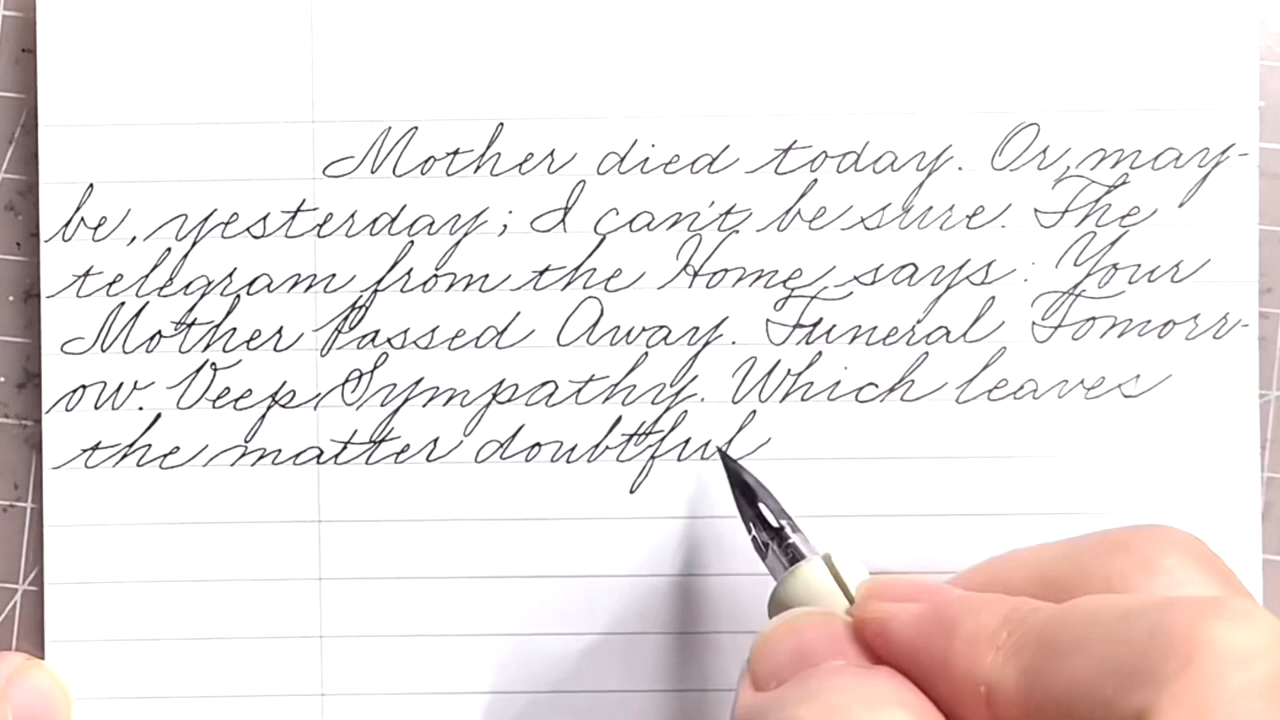 Mother died today. Or, may-
be, yesterday; I can't be sure. The
telegram from the Home says: Your
Mother Passed Away. Funeral Tomorr-
ow. Deep Sympathy. Which leaves
the matter doubtful